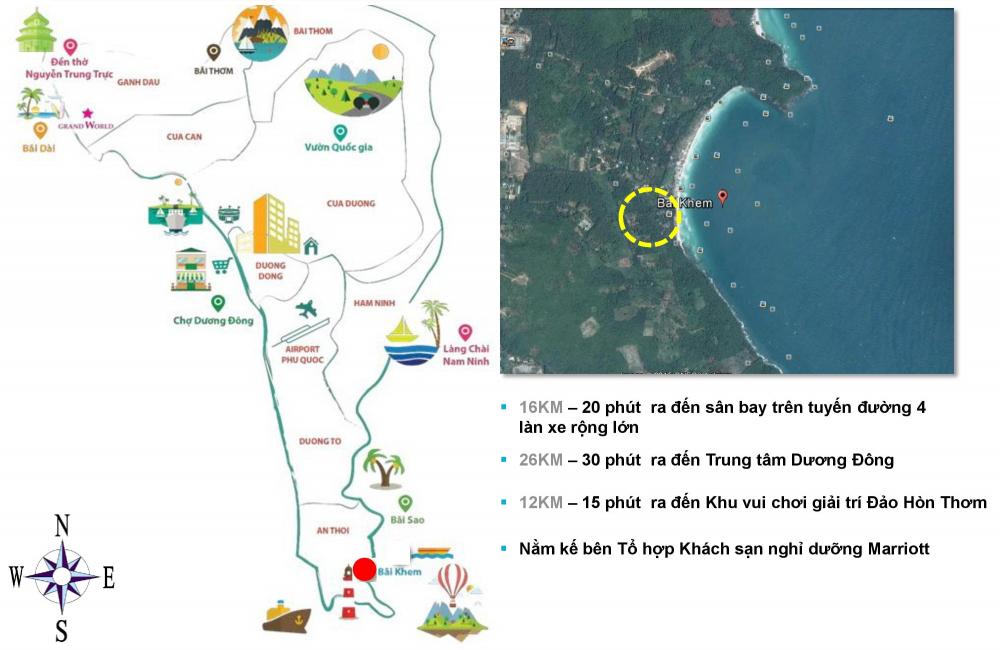 BAI THOM
Đền thờ
Nguyễn Trung Trực
BÃI THƠM
GANH DAU
GRAND WORLD
Bãi Dài
CUA CAN
Vườn Quốc gia
CUA DUONG
DUONG
DONG
HAM NINH
Chợ Dương Đông
AIRPORT
PHU QUOC
Làng Chài
Nam Ninh
DUONG TO
Bãi Sao
AN THOI
Bãi Khem
N
W
E
S
Bai Khem
16KM – 20 phút ra đến sân bay trên tuyến đường 4
làn xe rộng lớn
26KM – 30 phút ra đến Trung tâm Dương Đông
12KM – 15 phút ra đến Khu vui chơi giải trí Đảo Hòn Thơm
Nằm kế bên Tổ hợp Khách sạn nghỉ dưỡng Marriott